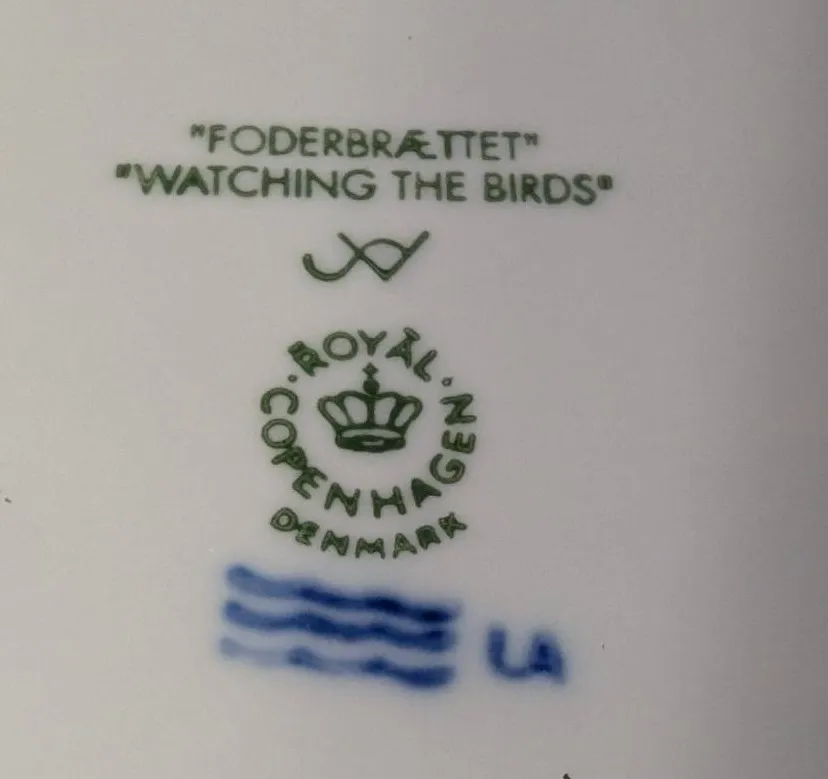 "FODERBRÆTTET"
"WATCHING THE BIRDS"
· ROYAL ·
COPENHAGEN
DENMARK
LA